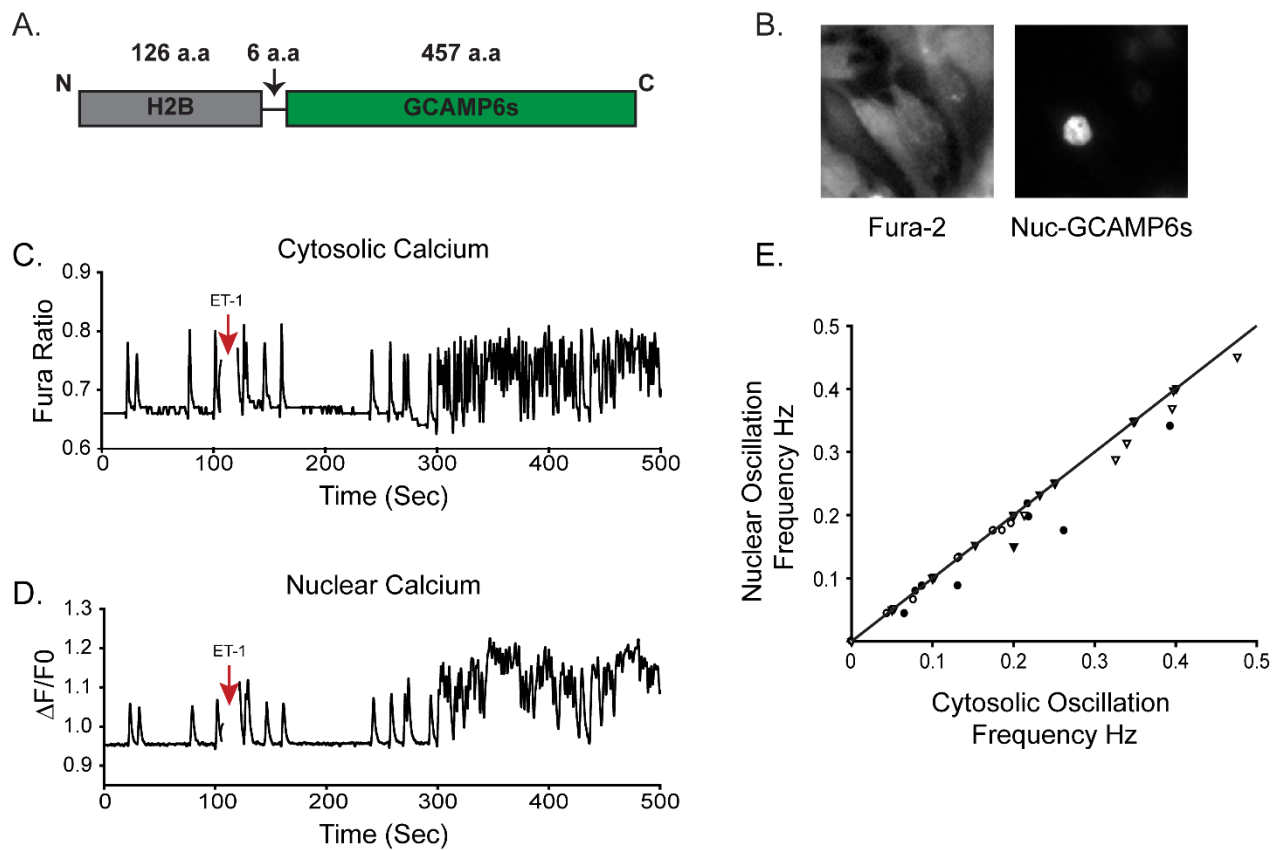 A.
126 a.a 6 a.a 457 a.a
N C
H2B GCAMP6s
B.
Fura-2 Nuc-GCAMP6s
C.
Cytosolic Calcium
ET-1
Fura Ratio
0.9
0.8
0.7
0.6
0 100 200 300 400 500
Time (Sec)
D.
Nuclear Calcium
ET-1
ΔF/F0
1.3
1.2
1.1
1.0
0.9
0 100 200 300 400 500
Time (Sec)
E.
Nuclear Oscillation
Frequency Hz
0.5
0.4
0.3
0.2
0.1
0 0.1 0.2 0.3 0.4 0.5
Cytosolic Oscillation
Frequency Hz